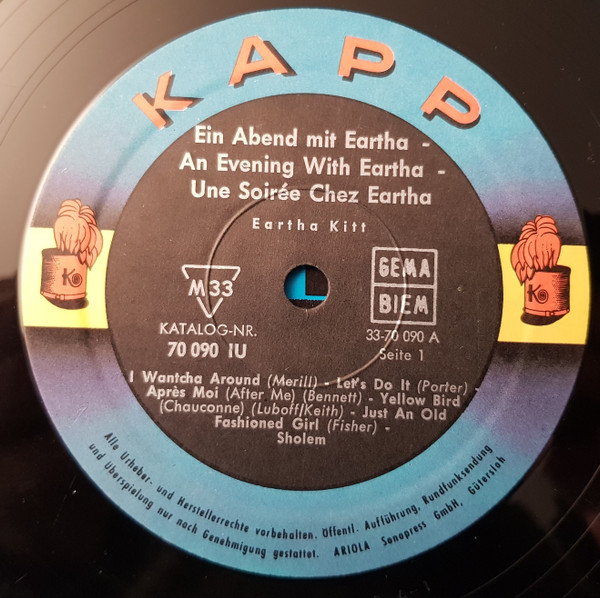 KAPP
Ein Abend mit Eartha -
An Evening With Eartha -
Une Soirée Chez Eartha
Eartha Kitt
K
K
M 33
GEMA
BIEM
KATALOG-NR.
70 090 IU
33-70 090 A
Seite 1
I Wantcha Around (Merill) - Let's Do It (Porter) -
Après Moi (After Me) (Bennett) - Yellow Bird
(Chauconne) (Luboff/Keith) - Just An Old
Fashioned Girl (Fisher) -
Sholem
Alle Urheber- und Herstellerrechte vorbehalten. Öffentl. Aufführung, Rundfunksendung
und Überspielung nur nach Genehmigung gestattet. ARIOLA Sonopress GmbH, Gütersloh